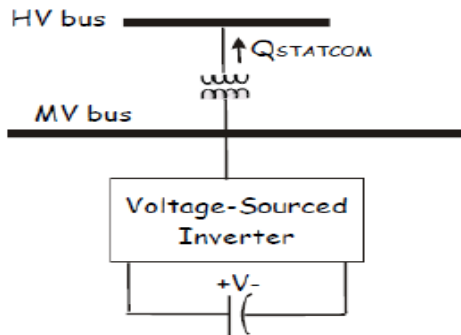 HV bus
QSTATCOM
MV bus
Voltage-Sourced
Inverter
+V-